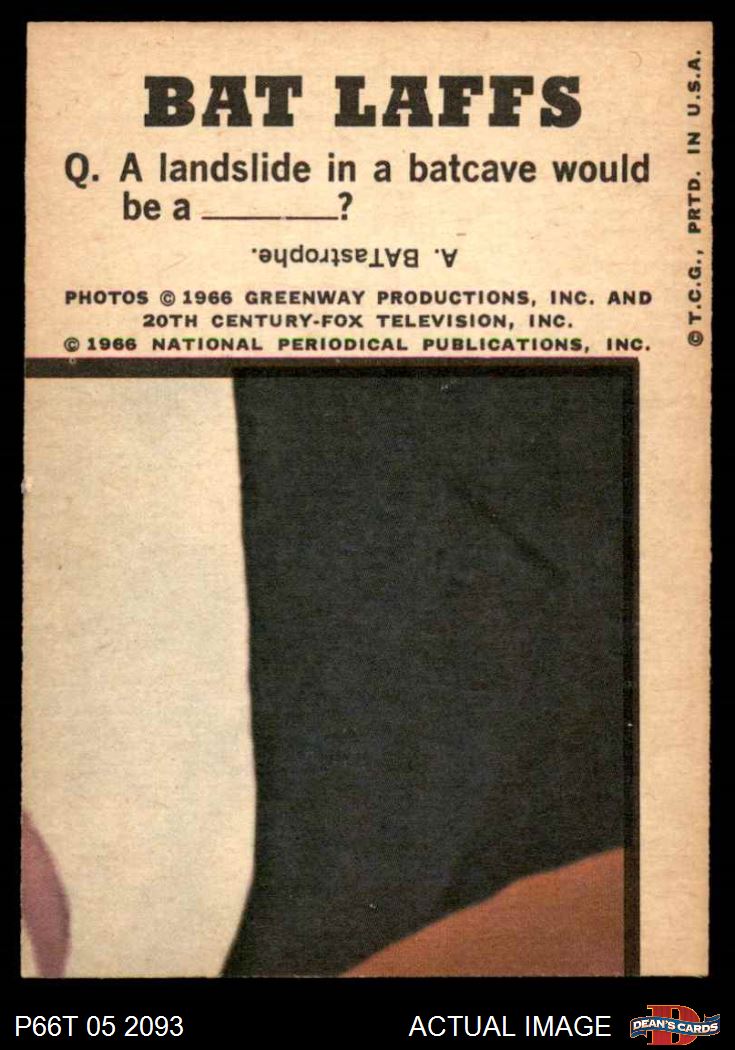 BAT LAFFS
Q. A landslide in a batcave would
be a ______?
A. BATastrophe.
PHOTOS © 1966 GREENWAY PRODUCTIONS, INC. AND
20TH CENTURY-FOX TELEVISION, INC.
© 1966 NATIONAL PERIODICAL PUBLICATIONS, INC.
© T.C.G., PRTD. IN U.S.A.
P66T 05 2093
ACTUAL IMAGE
D
DEAN'S CARDS